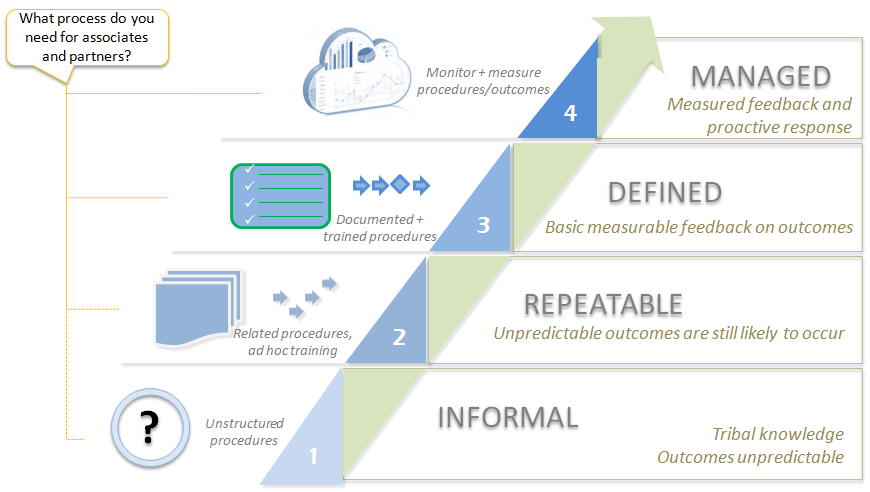 What process do you
need for associates
and partners?
Monitor + measure
procedures/outcomes
4
MANAGED
Measured feedback and
proactive response
Documented +
trained procedures
3
DEFINED
Basic measurable feedback on outcomes
Related procedures,
ad hoc training
2
REPEATABLE
Unpredictable outcomes are still likely to occur
?
Unstructured
procedures
1
INFORMAL
Tribal knowledge
Outcomes unpredictable